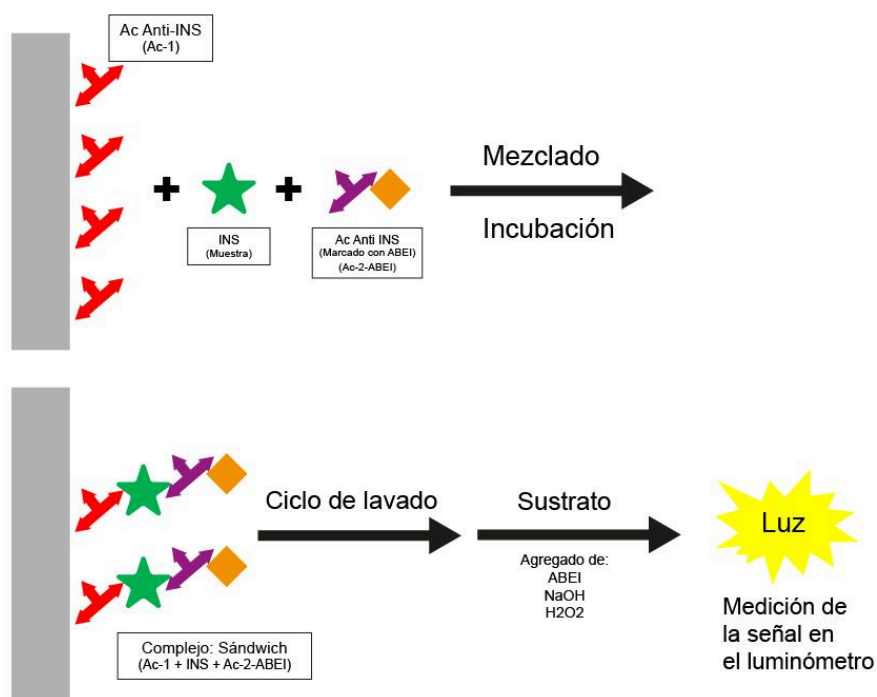 Ac Anti-INS
(Ac-1)
INS
(Muestra)
Ac Anti INS
(Marcado con ABEI)
(Ac-2-ABEI)
Mezclado
Incubación
Complejo: Sándwich
(Ac-1 + INS + Ac-2-ABEI)
Ciclo de lavado
Sustrato
Agregado de:
ABEI
NaOH
H2O2
Luz
Medición de
la señal en
el luminómetro